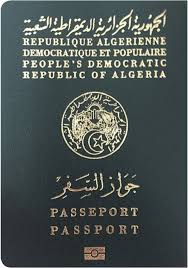 الجمهورية الجزائرية الديمقراطية الشعبية
REPUBLIQUE ALGERIENNE
DEMOCRATIQUE ET POPULAIRE
PEOPLE'S DEMOCRATIC
REPUBLIC OF ALGERIA
جواز السفر
PASSEPORT
PASSPORT